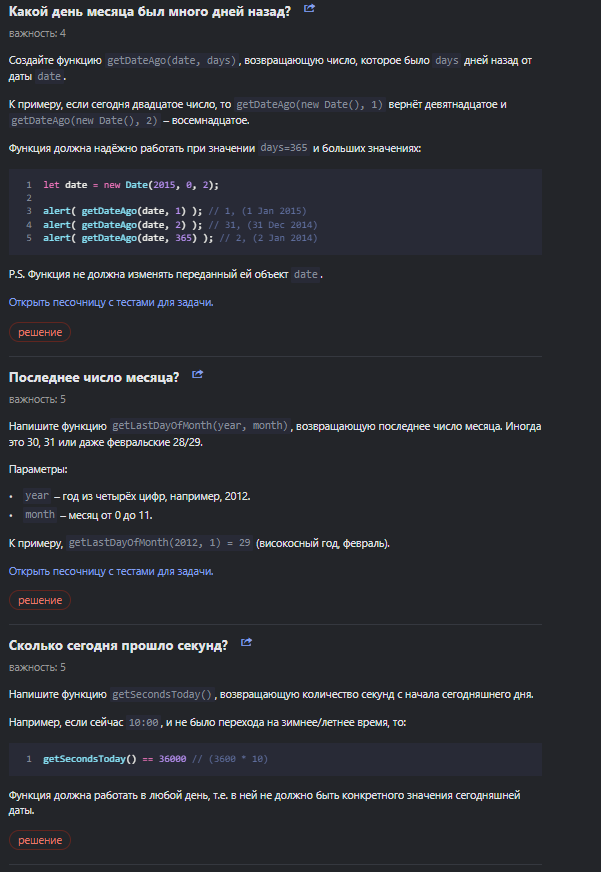 Какой день месяца был много дней назад?
важность: 4
Создайте функцию getDateAgo(date, days), возвращающую число, которое было days дней назад от
даты date.
К примеру, если сегодня двадцатое число, то getDateAgo(new Date(), 1) вернёт девятнадцатое и
getDateAgo(new Date(), 2) – восемнадцатое.
Функция должна надёжно работать при значении days=365 и больших значениях:
1 let date = new Date(2015, 0, 2);
2
3 alert( getDateAgo(date, 1) ); // 1, (1 Jan 2015)
4 alert( getDateAgo(date, 2) ); // 31, (31 Dec 2014)
5 alert( getDateAgo(date, 365) ); // 2, (2 Jan 2014)
P.S. Функция не должна изменять переданный ей объект date.
Открыть песочницу с тестами для задачи.
решение
Последнее число месяца?
важность: 5
Напишите функцию getLastDayOfMonth(year, month), возвращающую последнее число месяца. Иногда
это 30, 31 или даже февральские 28/29.
Параметры:
• year – год из четырёх цифр, например, 2012.
• month – месяц от 0 до 11.
К примеру, getLastDayOfMonth(2012, 1) = 29 (високосный год, февраль).
Открыть песочницу с тестами для задачи.
решение
Сколько сегодня прошло секунд?
важность: 5
Напишите функцию getSecondsToday(), возвращающую количество секунд с начала сегодняшнего дня.
Например, если сейчас 10:00, и не было перехода на зимнее/летнее время, то:
1 getSecondsToday() == 36000 // (3600 * 10)
Функция должна работать в любой день, т.е. в ней не должно быть конкретного значения сегодняшней
даты.
решение